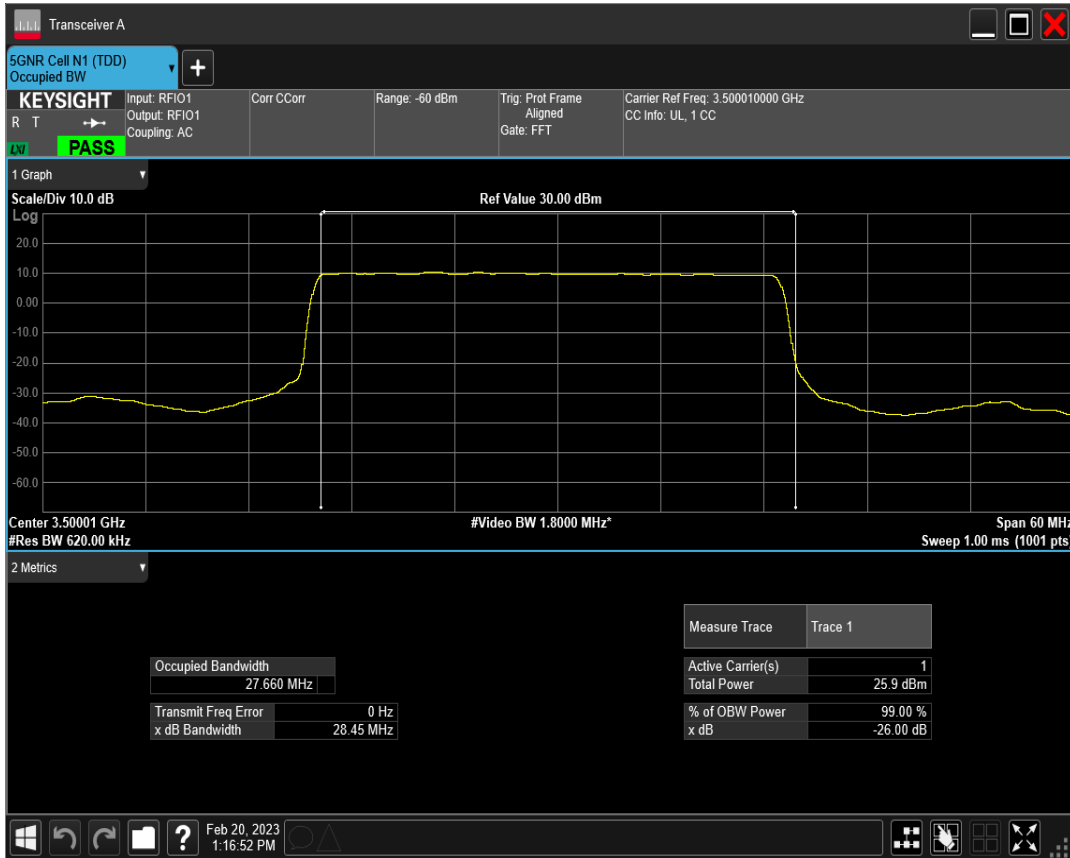 Transceiver A
5GNR Cell N1 (TDD)
Occupied BW
+
KEYSIGHT
R T
LXI
PASS
Input: RFIO1
Output: RFIO1
Coupling: AC
Corr CCorr
Range: -60 dBm
Trig: Prot Frame
Aligned
Gate: FFT
Carrier Ref Freq: 3.500010000 GHz
CC Info: UL, 1 CC
1 Graph
Scale/Div 10.0 dB
Ref Value 30.00 dBm
Log
20.0
10.0
0.00
-10.0
-20.0
-30.0
-40.0
-50.0
-60.0
Center 3.50001 GHz
#Video BW 1.8000 MHz*
Span 60 MHz
#Res BW 620.00 kHz
Sweep 1.00 ms (1001 pts)
2 Metrics
Measure Trace Trace 1
Occupied Bandwidth
27.660 MHz
Active Carrier(s) 1
Total Power 25.9 dBm
Transmit Freq Error 0 Hz
x dB Bandwidth 28.45 MHz
% of OBW Power 99.00 %
x dB -26.00 dB
?
Feb 20, 2023
1:16:52 PM